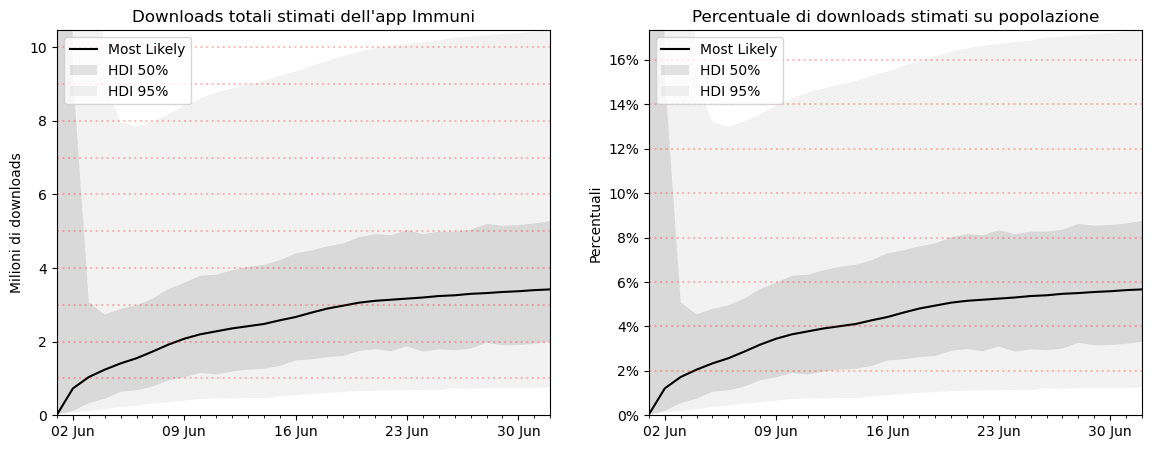 Downloads totali stimati dell'app Immuni
Most Likely
HDI 50%
HDI 95%
Milioni di downloads
10
8
6
4
2
0
02 Jun
09 Jun
16 Jun
23 Jun
30 Jun
Percentuale di downloads stimati su popolazione
Most Likely
HDI 50%
HDI 95%
Percentuali
16%
14%
12%
10%
8%
6%
4%
2%
0%
02 Jun
09 Jun
16 Jun
23 Jun
30 Jun